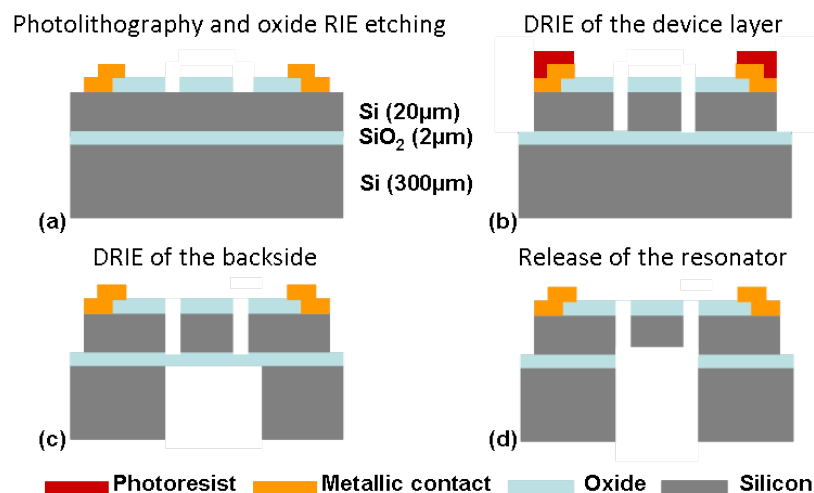 Photolithography and oxide RIE etching
DRIE of the device layer
Si (20µm)
SiO₂ (2µm)
Si (300µm)
(a)
(b)
DRIE of the backside
Release of the resonator
(c)
(d)
Photoresist
Metallic contact
Oxide
Silicon